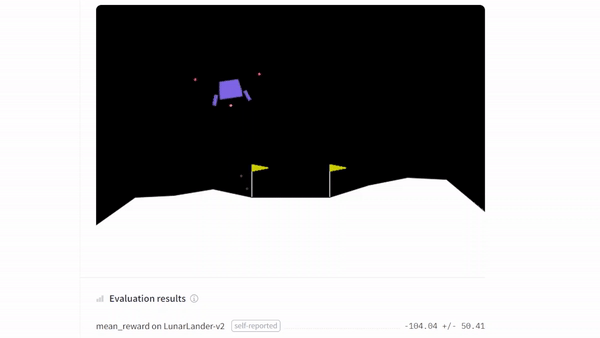 Evaluation results
mean_reward on LunarLander-v2 self-reported -104.04 +/- 50.41